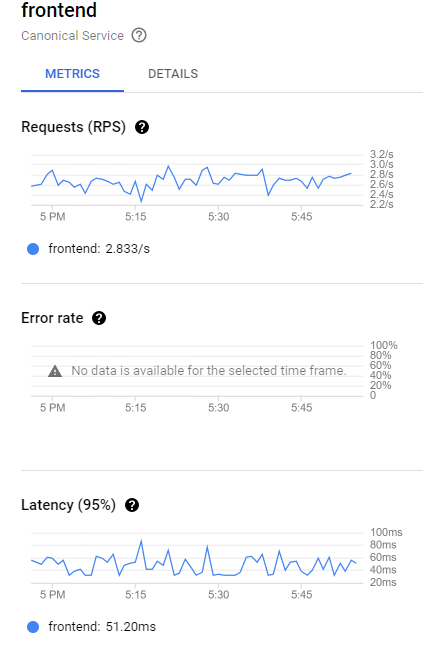 frontend
Canonical Service ?
METRICS DETAILS
Requests (RPS) ?
3.2/s
3.0/s
2.8/s
2.6/s
2.4/s
2.2/s
5 PM 5:15 5:30 5:45
frontend: 2.833/s
Error rate ?
100%
80%
60%
40%
20%
0
No data is available for the selected time frame.
5 PM 5:15 5:30 5:45
Latency (95%) ?
100ms
80ms
60ms
40ms
20ms
5 PM 5:15 5:30 5:45
frontend: 51.20ms